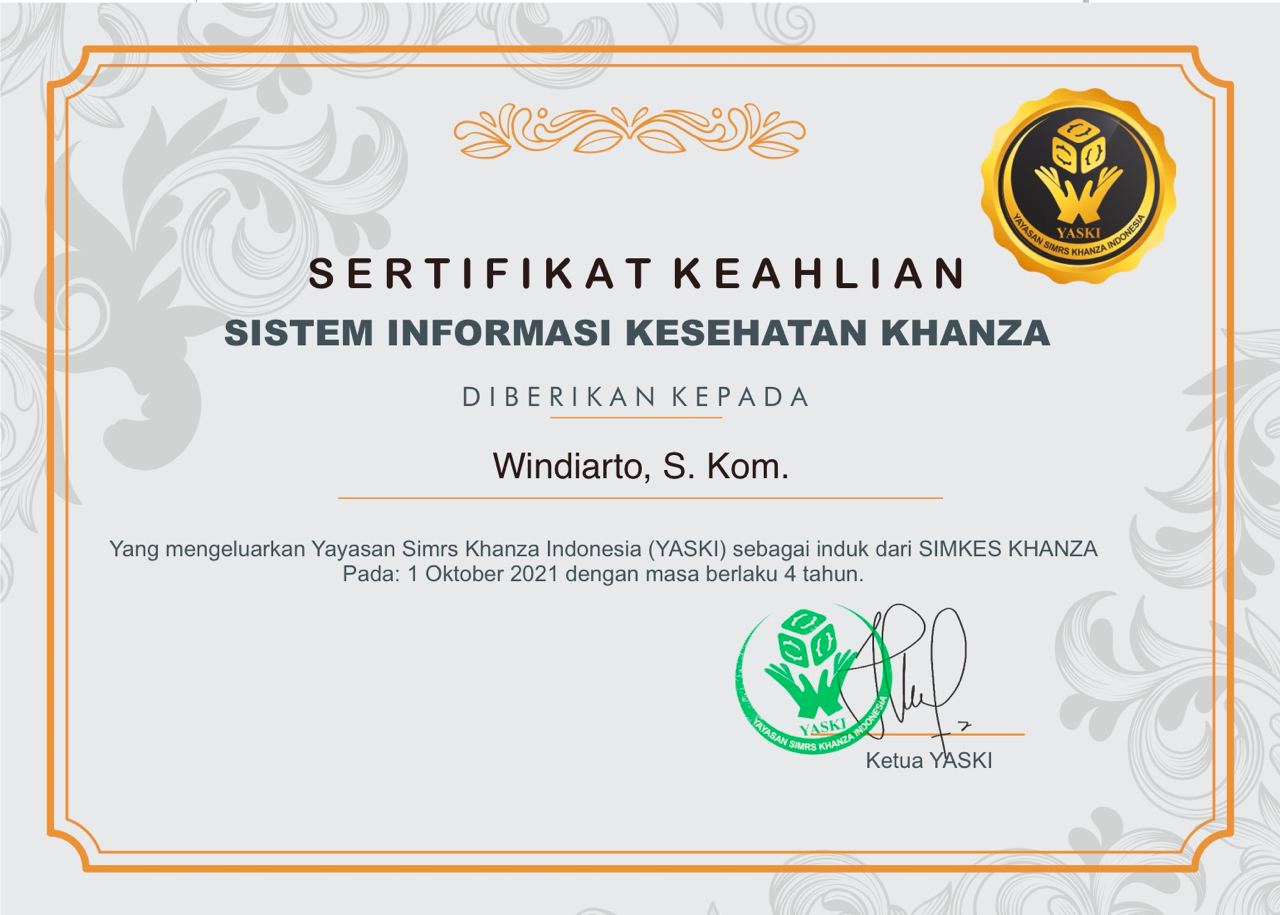 YASKI
YAYASAN SIMRS KHANZA INDONESIA
SERTIFIKAT KEAHLIAN
SISTEM INFORMASI KESEHATAN KHANZA
DIBERIKAN KEPADA
Windiarto, S. Kom.
Yang mengeluarkan Yayasan Simrs Khanza Indonesia (YASKI) sebagai induk dari SIMKES KHANZA
Pada: 1 Oktober 2021 dengan masa berlaku 4 tahun.
YASKI
YAYASAN SIMRS KHANZA INDONESIA
Ketua YASKI